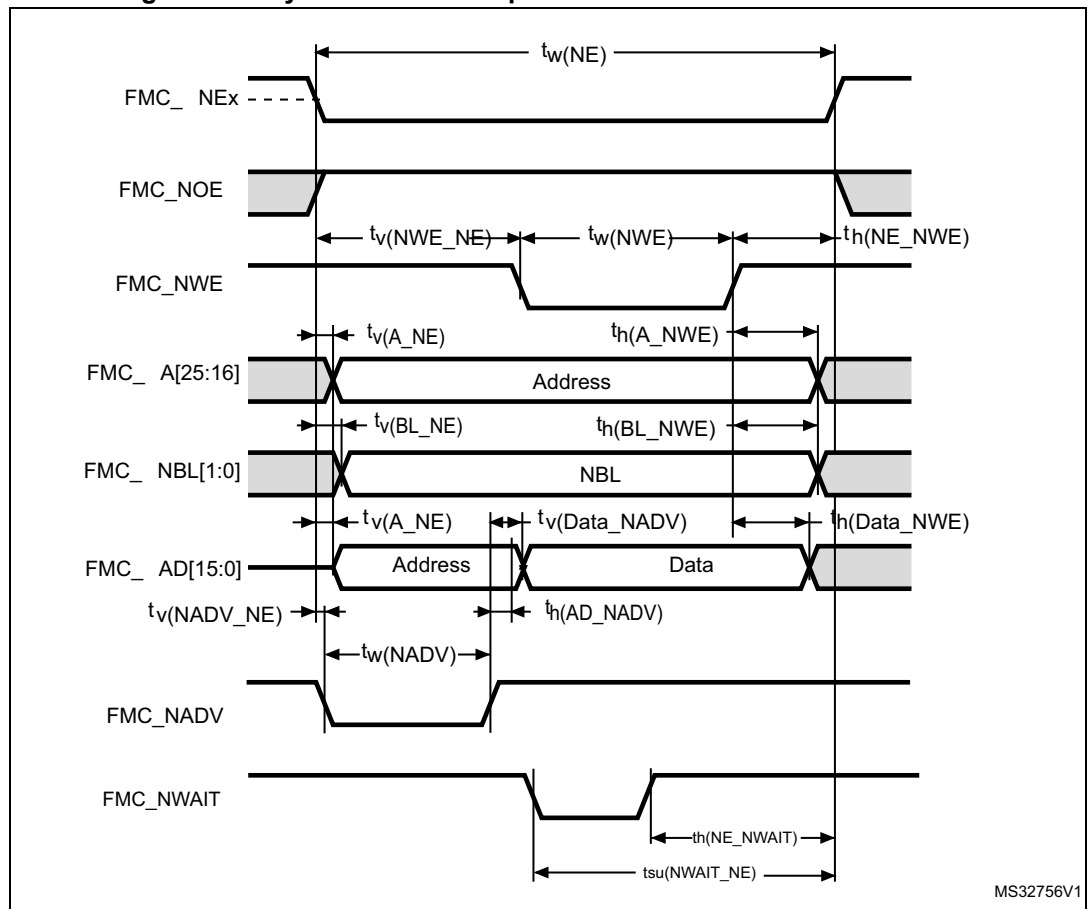 tw(NE)
FMC_ NEx
FMC_NOE
tv(NWE_NE) tw(NWE) th(NE_NWE)
FMC_NWE
tv(A_NE) th(A_NWE)
FMC_ A[25:16] Address
tv(BL_NE) th(BL_NWE)
FMC_ NBL[1:0] NBL
tv(A_NE) tv(Data_NADV) th(Data_NWE)
FMC_ AD[15:0] Address Data
tv(NADV_NE) th(AD_NADV)
tw(NADV)
FMC_NADV
FMC_NWAIT
th(NE_NWAIT)
tsu(NWAIT_NE)
MS32756V1